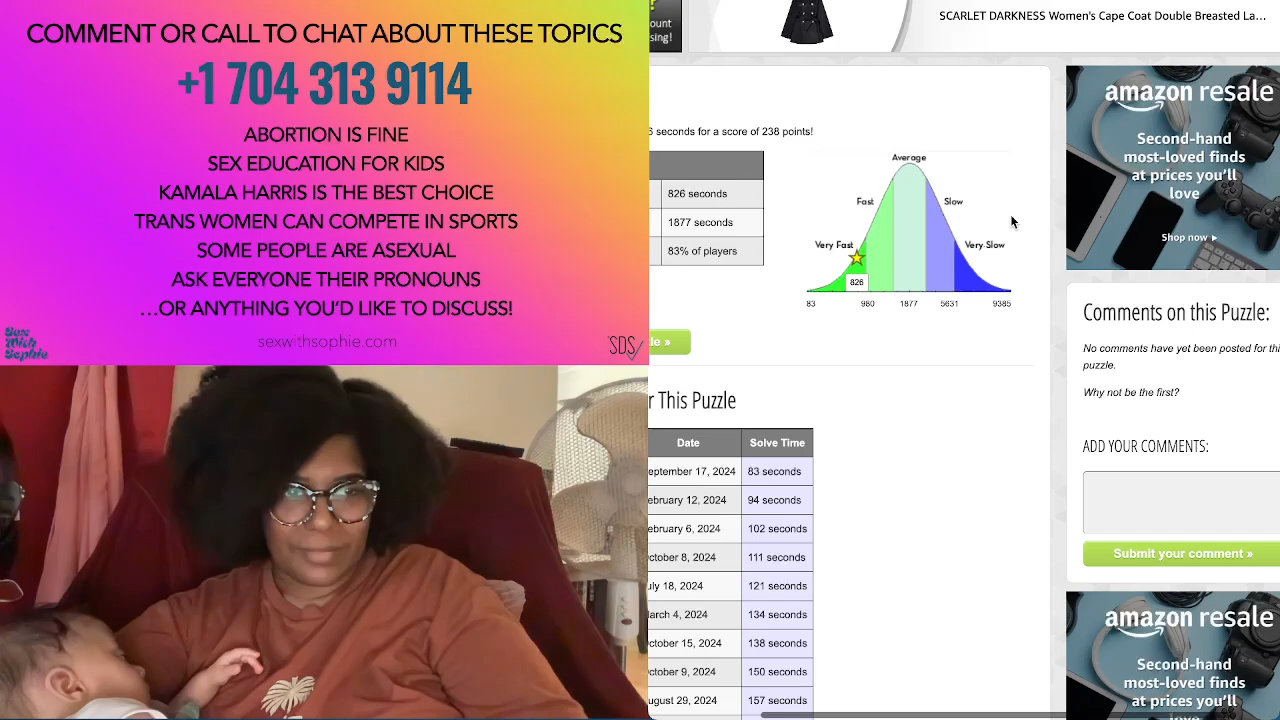 COMMENT OR CALL TO CHAT ABOUT THESE TOPICS
+1 704 313 9114
ABORTION IS FINE
SEX EDUCATION FOR KIDS
KAMALA HARRIS IS THE BEST CHOICE
TRANS WOMEN CAN COMPETE IN SPORTS
SOME PEOPLE ARE ASEXUAL
ASK EVERYONE THEIR PRONOUNS
...OR ANYTHING YOU'D LIKE TO DISCUSS!
sexwithsophie.com
Sex
With
Sophie
SDS
ount
sing!
SCARLET DARKNESS Women's Cape Coat Double Breasted La...
6 seconds for a score of 238 points!
826 seconds
1877 seconds
83% of players
Average
Fast
Slow
Very Fast
Very Slow
826
83 980 1877 5631 9385
le »
r This Puzzle
Date Solve Time
eptember 17, 2024 83 seconds
ebruary 12, 2024 94 seconds
ebruary 6, 2024 102 seconds
ctober 8, 2024 111 seconds
uly 18, 2024 121 seconds
arch 4, 2024 134 seconds
ctober 15, 2024 138 seconds
ctober 9, 2024 150 seconds
ugust 29, 2024 157 seconds
amazon resale
Second-hand
most-loved finds
at prices you'll
love
Shop now
Comments on this Puzzle:
No comments have yet been posted for thi
puzzle.
Why not be the first?
ADD YOUR COMMENTS:
Submit your comment »
amazon resale
Second-hand
most-loved finds
at prices you'll
love